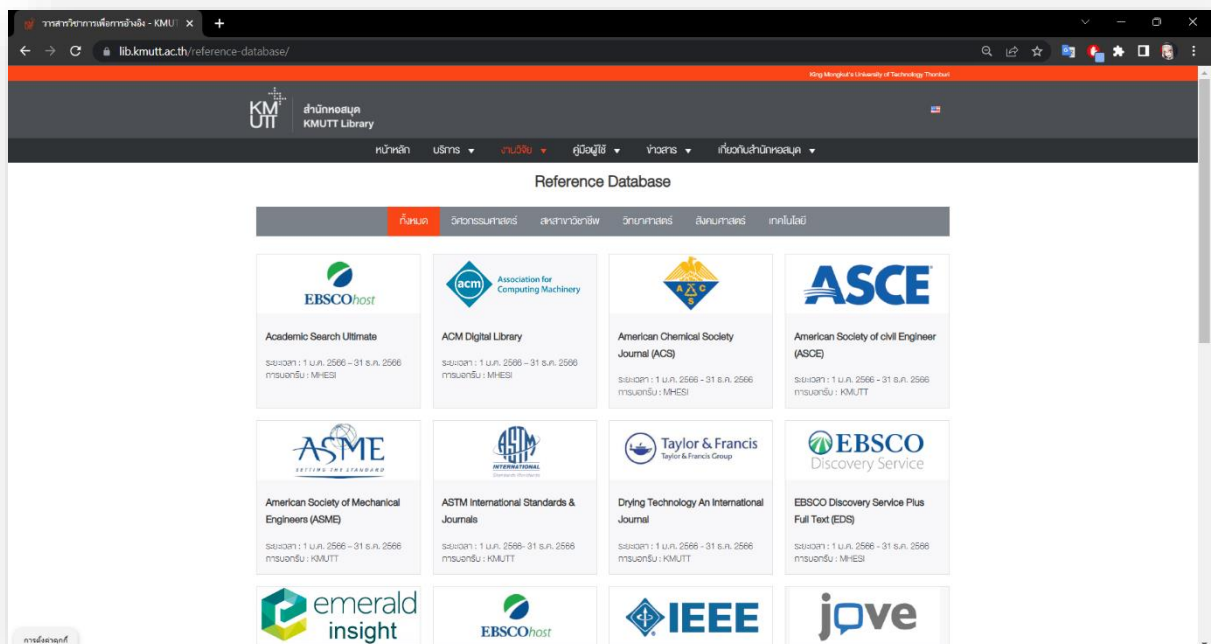 วารสารวิชาการเพื่อการอ้างอิง - KMUT
lib.kmutt.ac.th/reference-database/
King Mongkut's University of Technology Thonburi
KM
UTT
สำนักหอสมุด
KMUTT Library
หน้าหลัก บริการ งานวิจัย คู่มือผู้ใช้ ข่าวสาร เกี่ยวกับสำนักหอสมุด
Reference Database
ทั้งหมด วิศวกรรมศาสตร์ สหสาขาวิชาชีพ วิทยาศาสตร์ สังคมศาสตร์ เทคโนโลยี
EBSCOhost
Academic Search Ultimate
ระยะเวลา : 1 ม.ค. 2566 – 31 ธ.ค. 2566
การบอกรับ : MHESI
acm
Association for
Computing Machinery
ACM Digital Library
ระยะเวลา : 1 ม.ค. 2566 – 31 ธ.ค. 2566
การบอกรับ : MHESI
A C S
American Chemical Society
Journal (ACS)
ระยะเวลา : 1 ม.ค. 2566 - 31 ธ.ค. 2566
การบอกรับ : MHESI
ASCE
American Society of civil Engineer
(ASCE)
ระยะเวลา : 1 ม.ค. 2566 - 31 ธ.ค. 2566
การบอกรับ : KMUTT
ASME
SETTING THE STANDARD
American Society of Mechanical
Engineers (ASME)
ระยะเวลา : 1 ม.ค. 2566 – 31 ธ.ค. 2566
การบอกรับ : KMUTT
ASTM
INTERNATIONAL
ASTM International Standards &
Journals
ระยะเวลา : 1 ม.ค. 2566- 31 ธ.ค. 2566
การบอกรับ : KMUTT
Taylor & Francis
Taylor & Francis Group
Drying Technology An International
Journal
ระยะเวลา : 1 ม.ค. 2566 - 31 ธ.ค. 2566
การบอกรับ : KMUTT
EBSCO
Discovery Service
EBSCO Discovery Service Plus
Full Text (EDS)
ระยะเวลา : 1 ม.ค. 2566 - 31 ธ.ค. 2566
การบอกรับ : MHESI
emerald
insight
EBSCOhost
IEEE
jove
การตั้งค่าคุกกี้